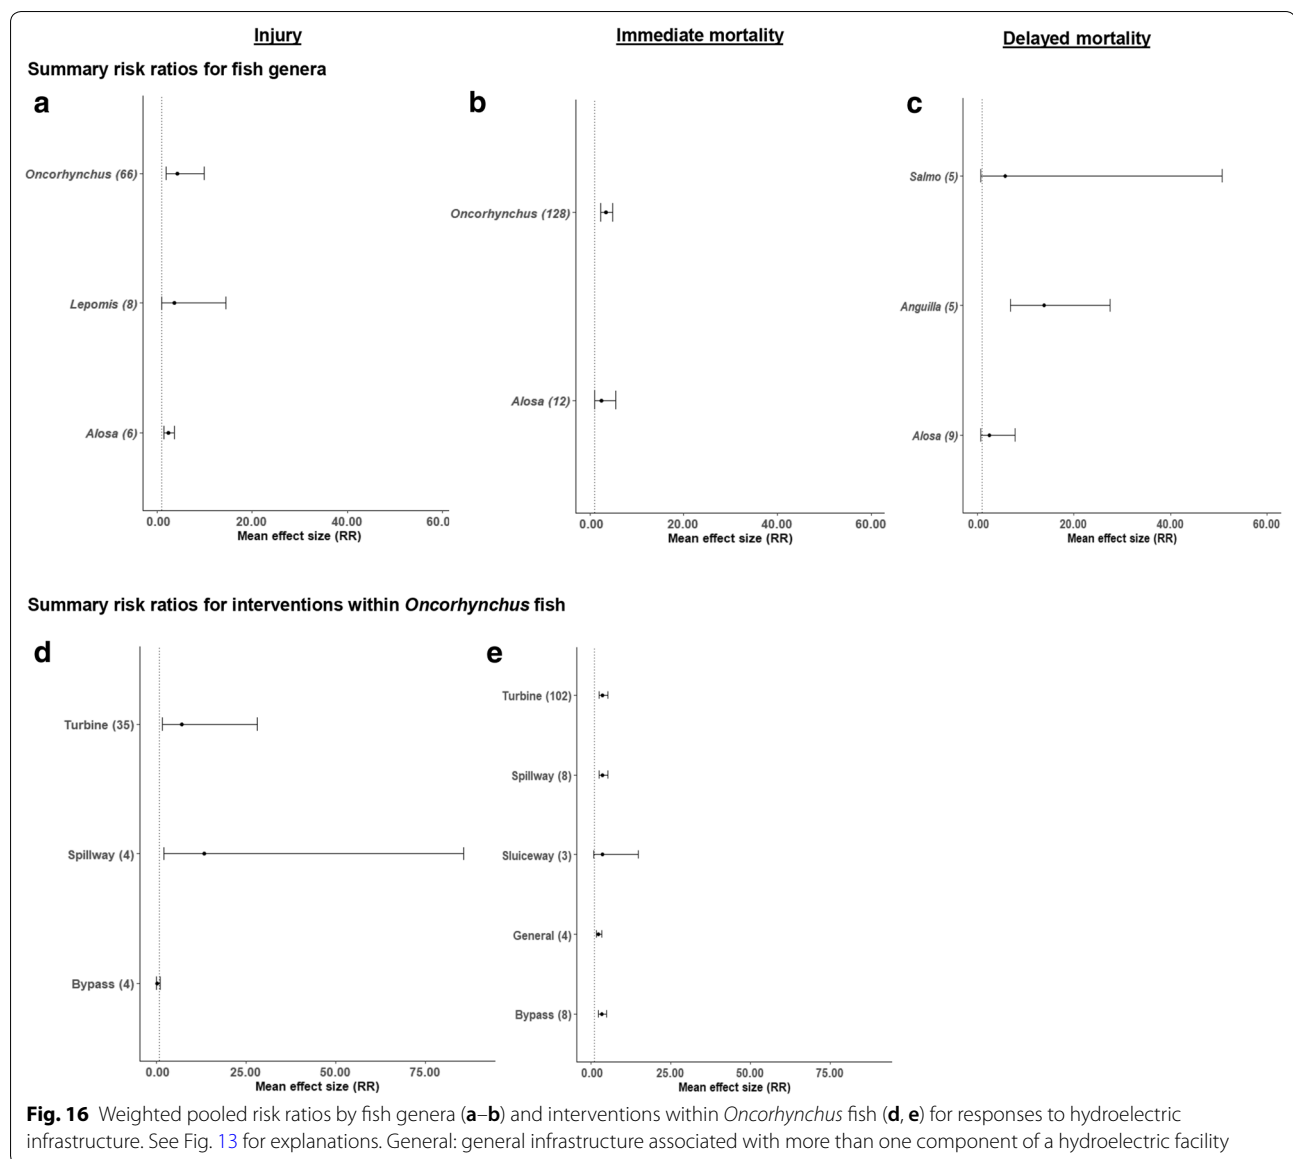 Injury
Immediate mortality
Delayed mortality
Summary risk ratios for fish genera
a
Oncorhynchus (66)
Lepomis (8)
Alosa (6)
0.00 20.00 40.00 60.0
Mean effect size (RR)
b
Oncorhynchus (128)
Alosa (12)
0.00 20.00 40.00 60.00
Mean effect size (RR)
c
Salmo (5)
Anguilla (5)
Alosa (9)
0.00 20.00 40.00 60.00
Mean effect size (RR)
Summary risk ratios for interventions within Oncorhynchus fish
d
Turbine (35)
Spillway (4)
Bypass (4)
0.00 25.00 50.00 75.00
Mean effect size (RR)
e
Turbine (102)
Spillway (8)
Sluiceway (3)
General (4)
Bypass (8)
0.00 25.00 50.00 75.00
Mean effect size (RR)
Fig. 16 Weighted pooled risk ratios by fish genera (a–b) and interventions within Oncorhynchus fish (d, e) for responses to hydroelectric
infrastructure. See Fig. 13 for explanations. General: general infrastructure associated with more than one component of a hydroelectric facility